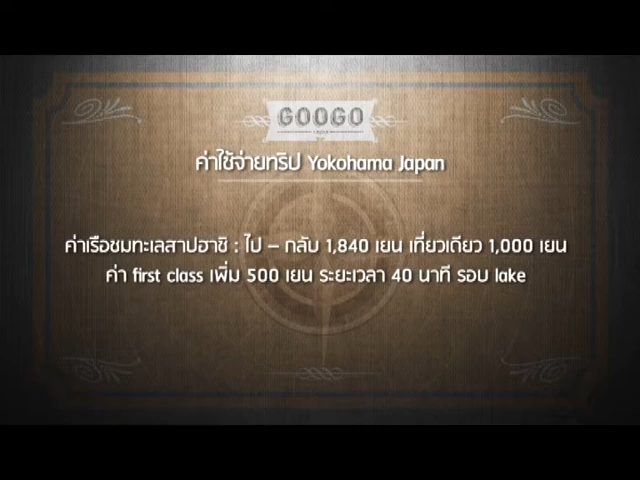 GOOGO
ค่าใช้จ่ายทริป Yokohama Japan
ค่าเรือชมทะเลสาปฮาชิ : ไป – กลับ 1,840 เยน เที่ยวเดียว 1,000 เยน
ค่า first class เพิ่ม 500 เยน ระยะเวลา 40 นาที รอบ lake